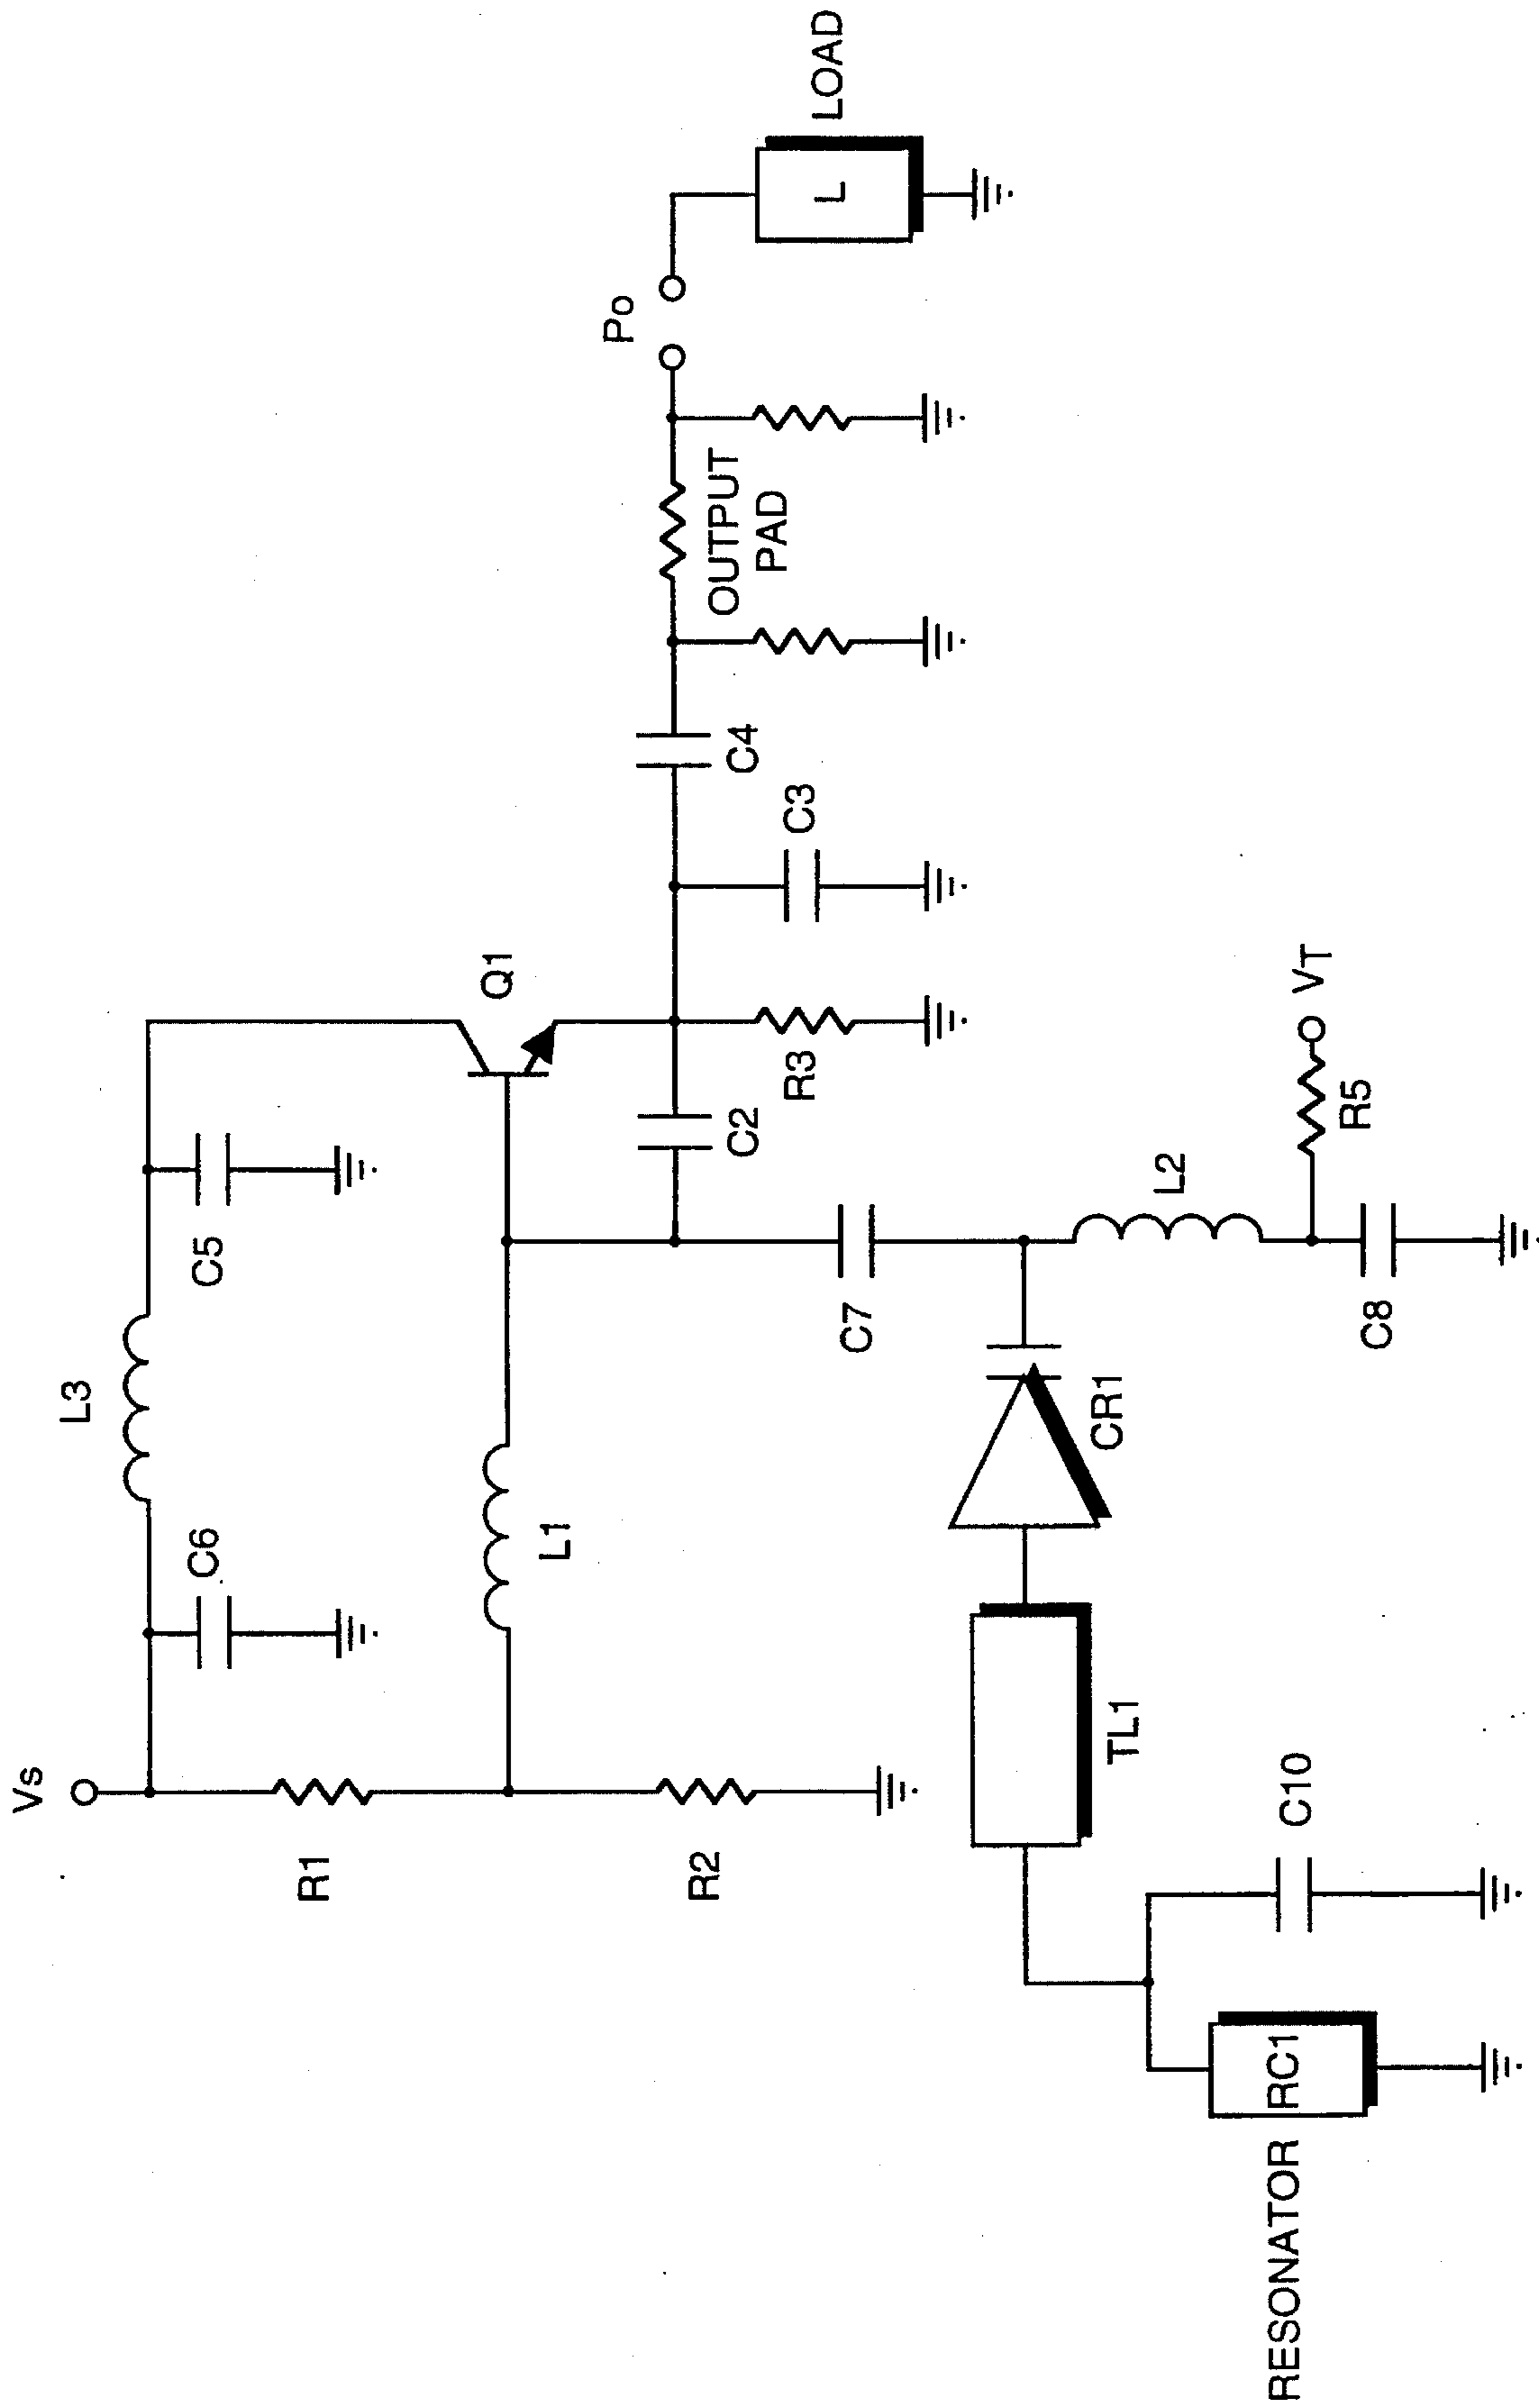 Vs
L3
C6
C5
R1
L1
Q1
R2
C2
R3
C3
C4
OUTPUT
PAD
Po
L
LOAD
C7
L2
CR1
TL1
R5
VT
C8
C10
RC1
RESONATOR